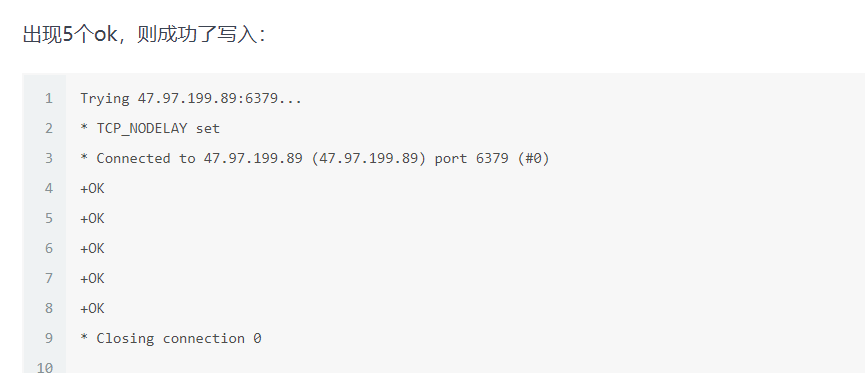 出现5个ok，则成功了写入：
1 Trying 47.97.199.89:6379...
2 * TCP_NODELAY set
3 * Connected to 47.97.199.89 (47.97.199.89) port 6379 (#0)
4 +OK
5 +OK
6 +OK
7 +OK
8 +OK
9 * Closing connection 0
10